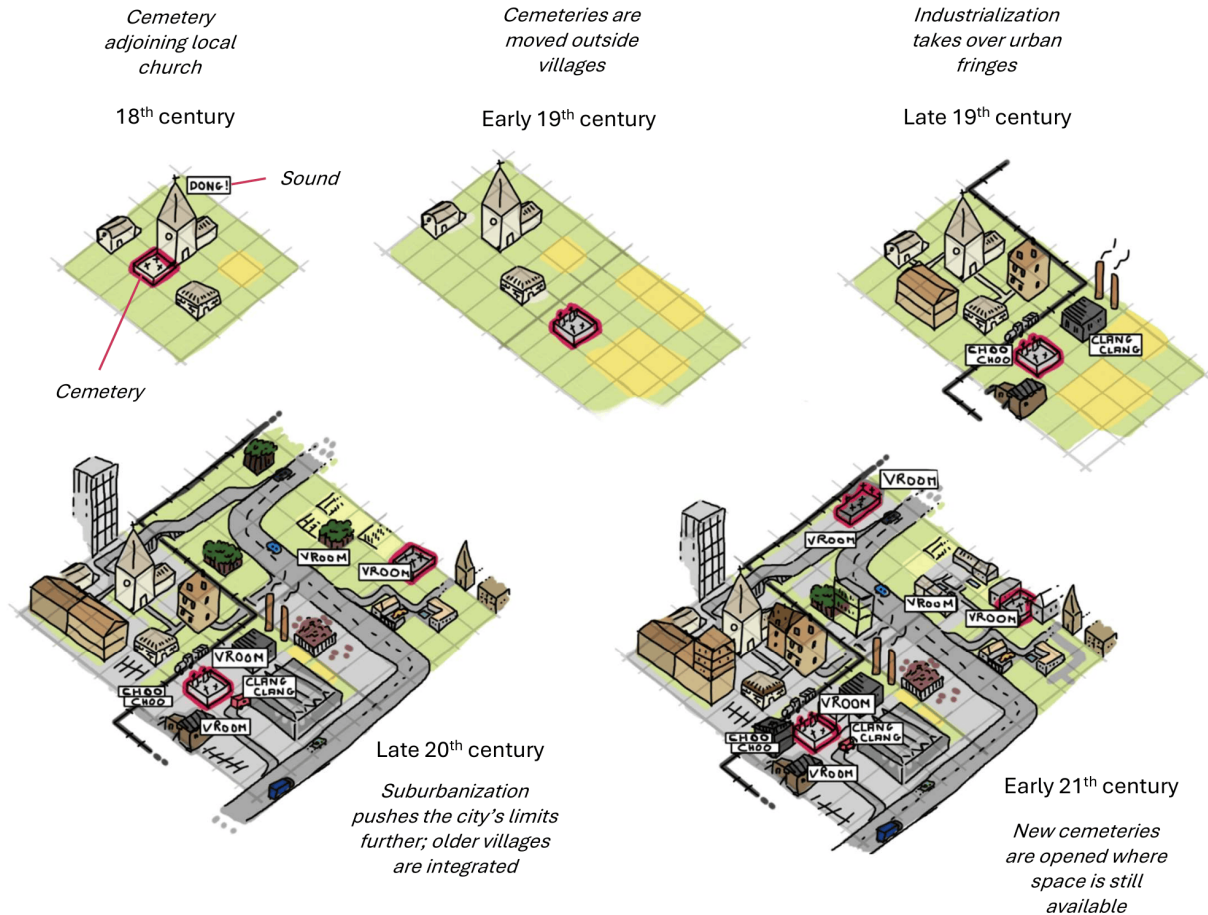 Cemetery
adjoining local
church
18th century
DONG!
Sound
Cemetery
Cemeteries are
moved outside
villages
Early 19th century
Industrialization
takes over urban
fringes
Late 19th century
CHOO
CHOO
CLANG
CLANG
VROOM
VROOM
VROOM
CLANG
CLANG
CHOO
CHOO
VROOM
Late 20th century
Suburbanization
pushes the city's limits
further; older villages
are integrated
VROOM
VROOM
VROOM
VROOM
VROOM
CLANG
CLANG
CHOO
CHOO
VROOM
Early 21th century
New cemeteries
are opened where
space is still
available